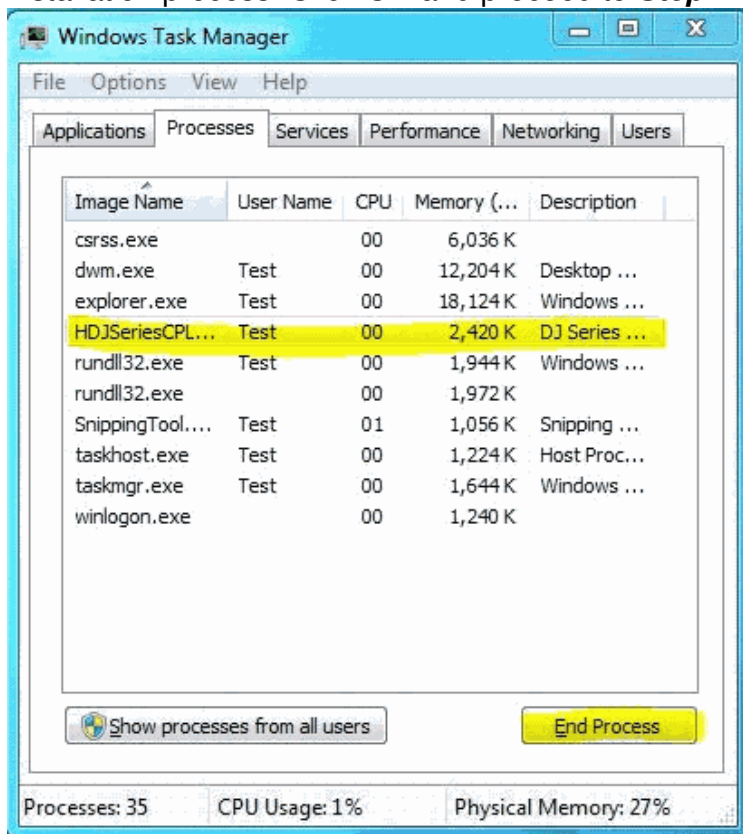 Windows Task Manager
File Options View Help
Applications Processes Services Performance Networking Users
Image Name User Name CPU Memory (... Description
csrss.exe 00 6,036 K
dwm.exe Test 00 12,204 K Desktop ...
explorer.exe Test 00 18,124 K Windows ...
HDJSeriesCPL... Test 00 2,420 K DJ Series ...
rundll32.exe Test 00 1,944 K Windows ...
rundll32.exe 00 1,972 K
SnippingTool.... Test 01 1,056 K Snipping ...
taskhost.exe Test 00 1,224 K Host Proc...
taskmgr.exe Test 00 1,644 K Windows ...
winlogon.exe 00 1,240 K
Show processes from all users End Process
Processes: 35 CPU Usage: 1% Physical Memory: 27%